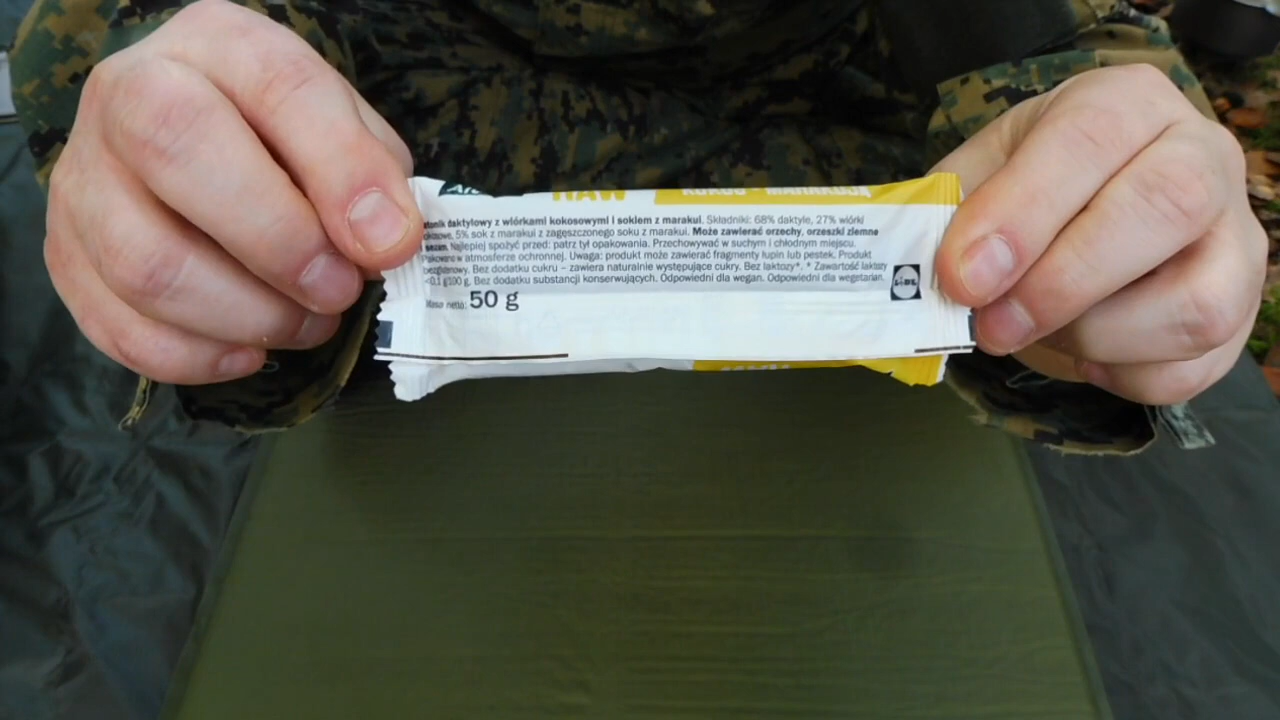 RAW KOKOS - MARAKUJA
daktylowy z wiórkami kokosowymi i sokiem z marakui. Składniki: 68% daktyle, 27% wiórki
5% sok z marakui z zagęszczonego soku z marakui. Może zawierać orzechy, orzeszki ziemne
sezam. Najlepiej spożyć przed: patrz tył opakowania. Przechowywać w suchym i chłodnym miejscu.
Pakowano w atmosferze ochronnej. Uwaga: produkt może zawierać fragmenty łupin lub pestek. Produkt
bezglutenowy. Bez dodatku cukru – zawiera naturalnie występujące cukry. Bez laktozy*. * Zawartość laktozy
<0,1 g/100 g. Bez dodatku substancji konserwujących. Odpowiedni dla wegan. Odpowiedni dla wegetarian.
LIDL
Masa netto: 50 g